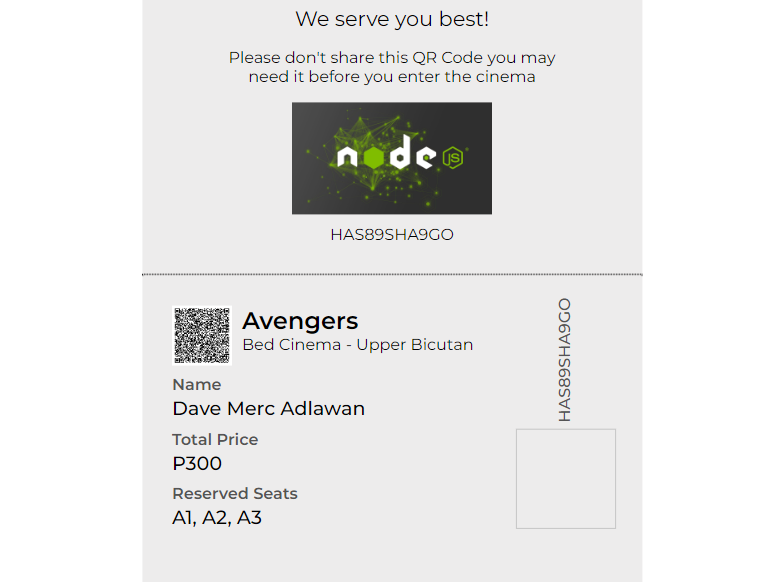 We serve you best!
Please don't share this QR Code you may
need it before you enter the cinema
node
JS
HAS89SHA9GO
Avengers
Bed Cinema - Upper Bicutan
Name
Dave Merc Adlawan
Total Price
P300
Reserved Seats
A1, A2, A3
HAS89SHA9GO